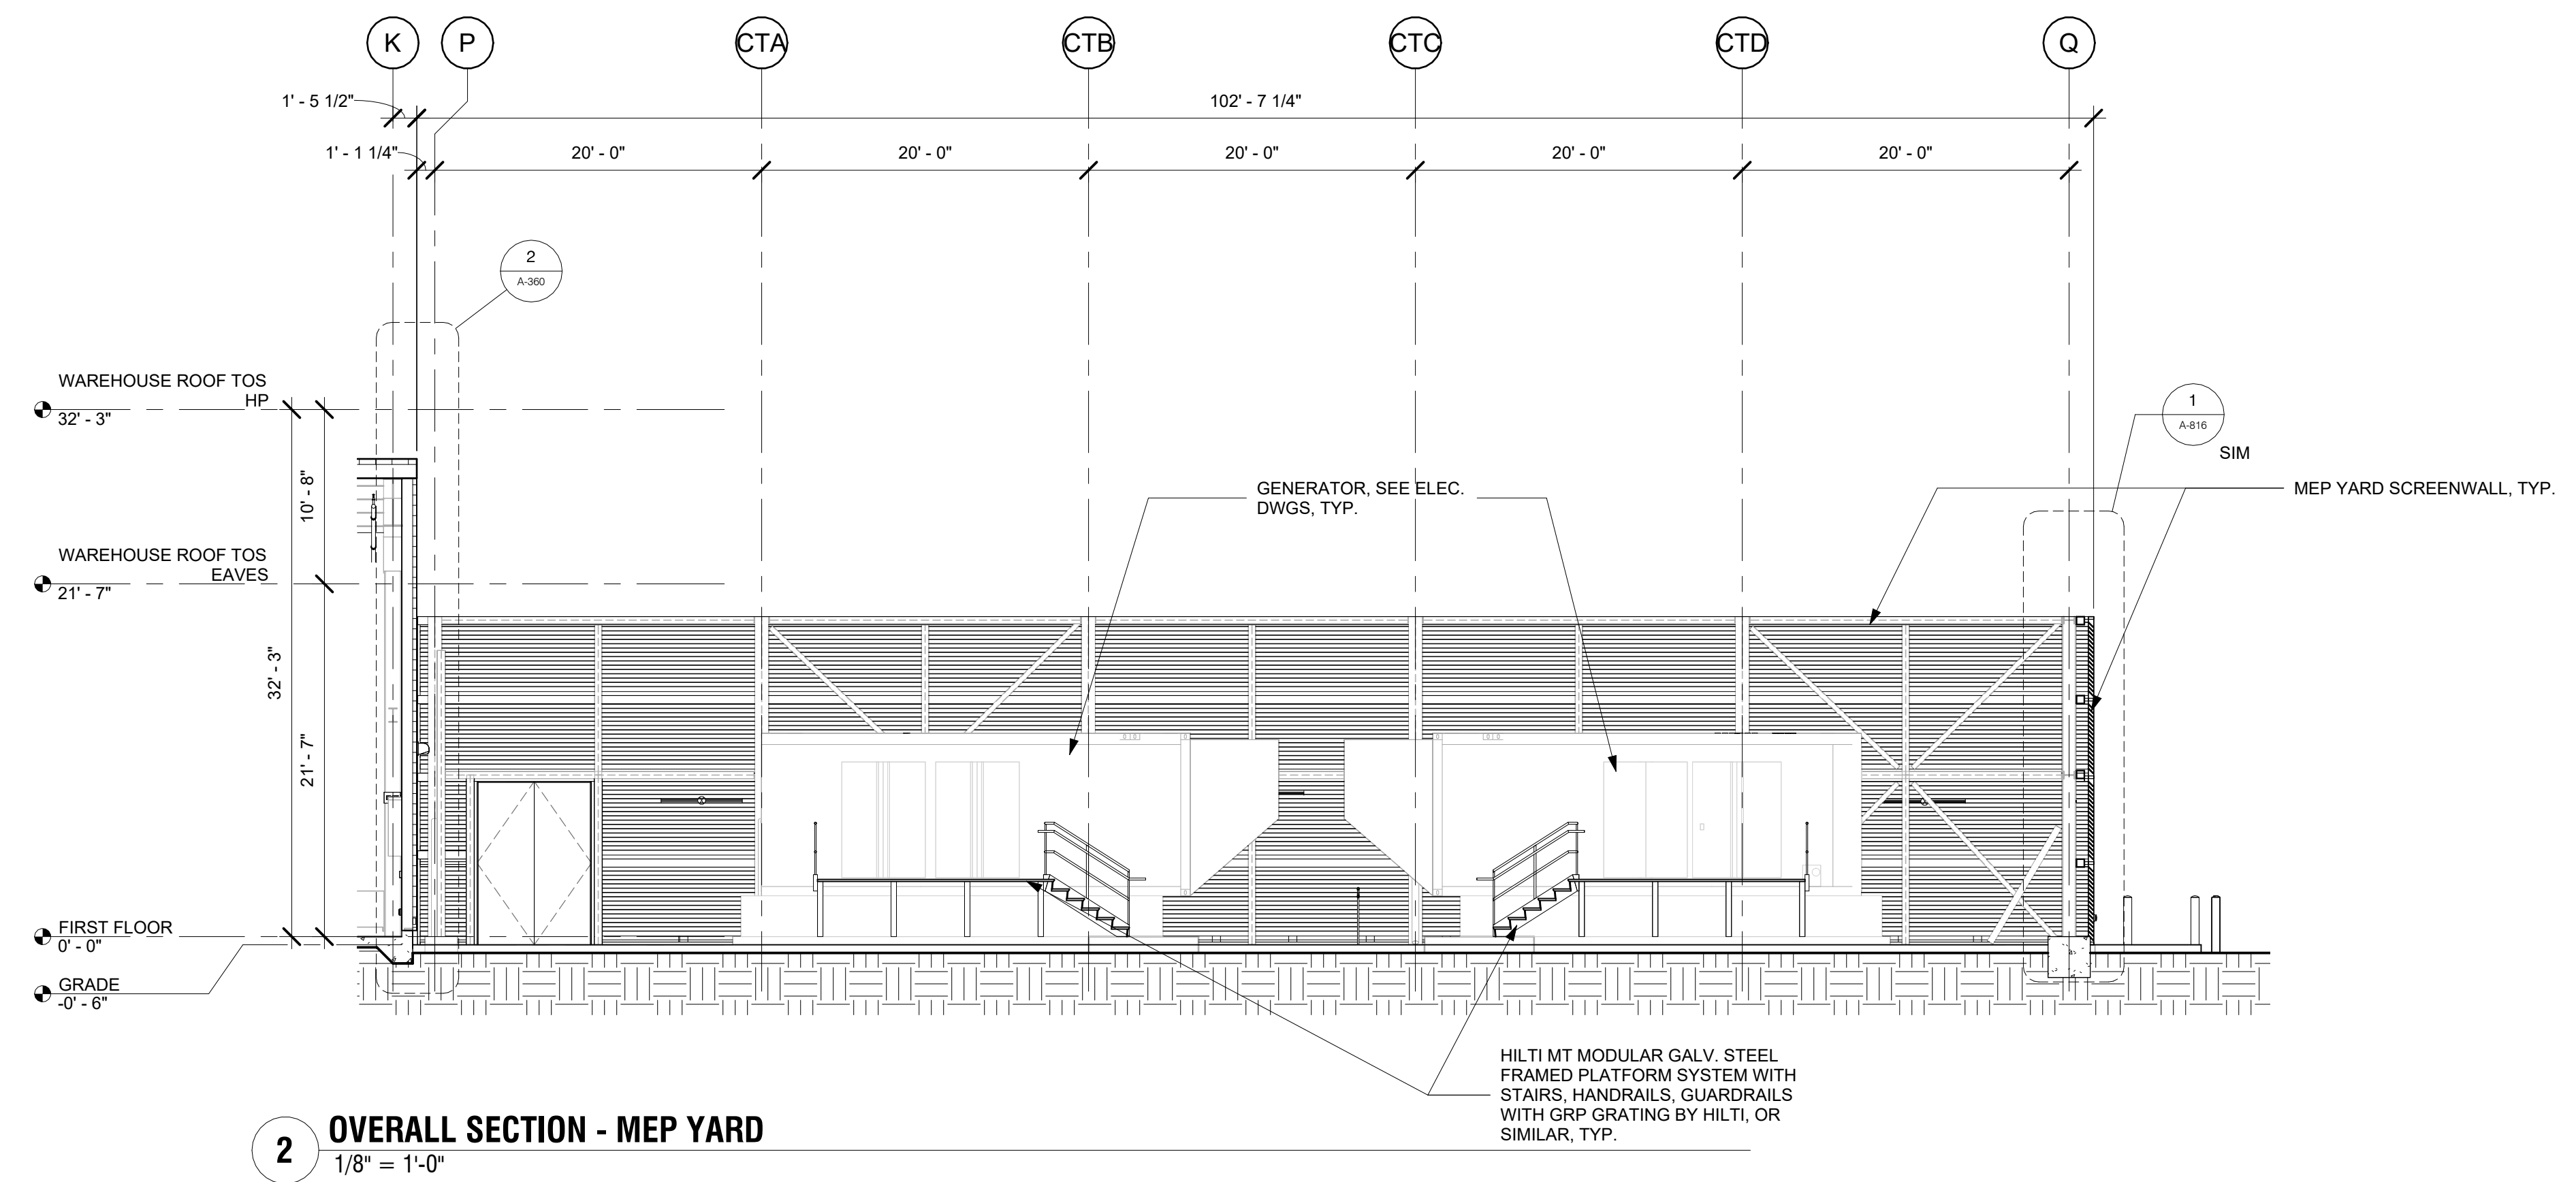 K
P
CTA
CTB
CTC
CTD
Q
1' - 5 1/2"
102' - 7 1/4"
1' - 1 1/4"
20' - 0"
20' - 0"
20' - 0"
20' - 0"
20' - 0"
2
A-360
WAREHOUSE ROOF TOS
HP
32' - 3"
1
A-816
SIM
10' - 8"
GENERATOR, SEE ELEC.
DWGS, TYP.
MEP YARD SCREENWALL, TYP.
WAREHOUSE ROOF TOS
EAVES
21' - 7"
32' - 3"
21' - 7"
FIRST FLOOR
0' - 0"
GRADE
-0' - 6"
HILTI MT MODULAR GALV. STEEL
FRAMED PLATFORM SYSTEM WITH
STAIRS, HANDRAILS, GUARDRAILS
WITH GRP GRATING BY HILTI, OR
SIMILAR, TYP.
2
OVERALL SECTION - MEP YARD
1/8" = 1'-0"